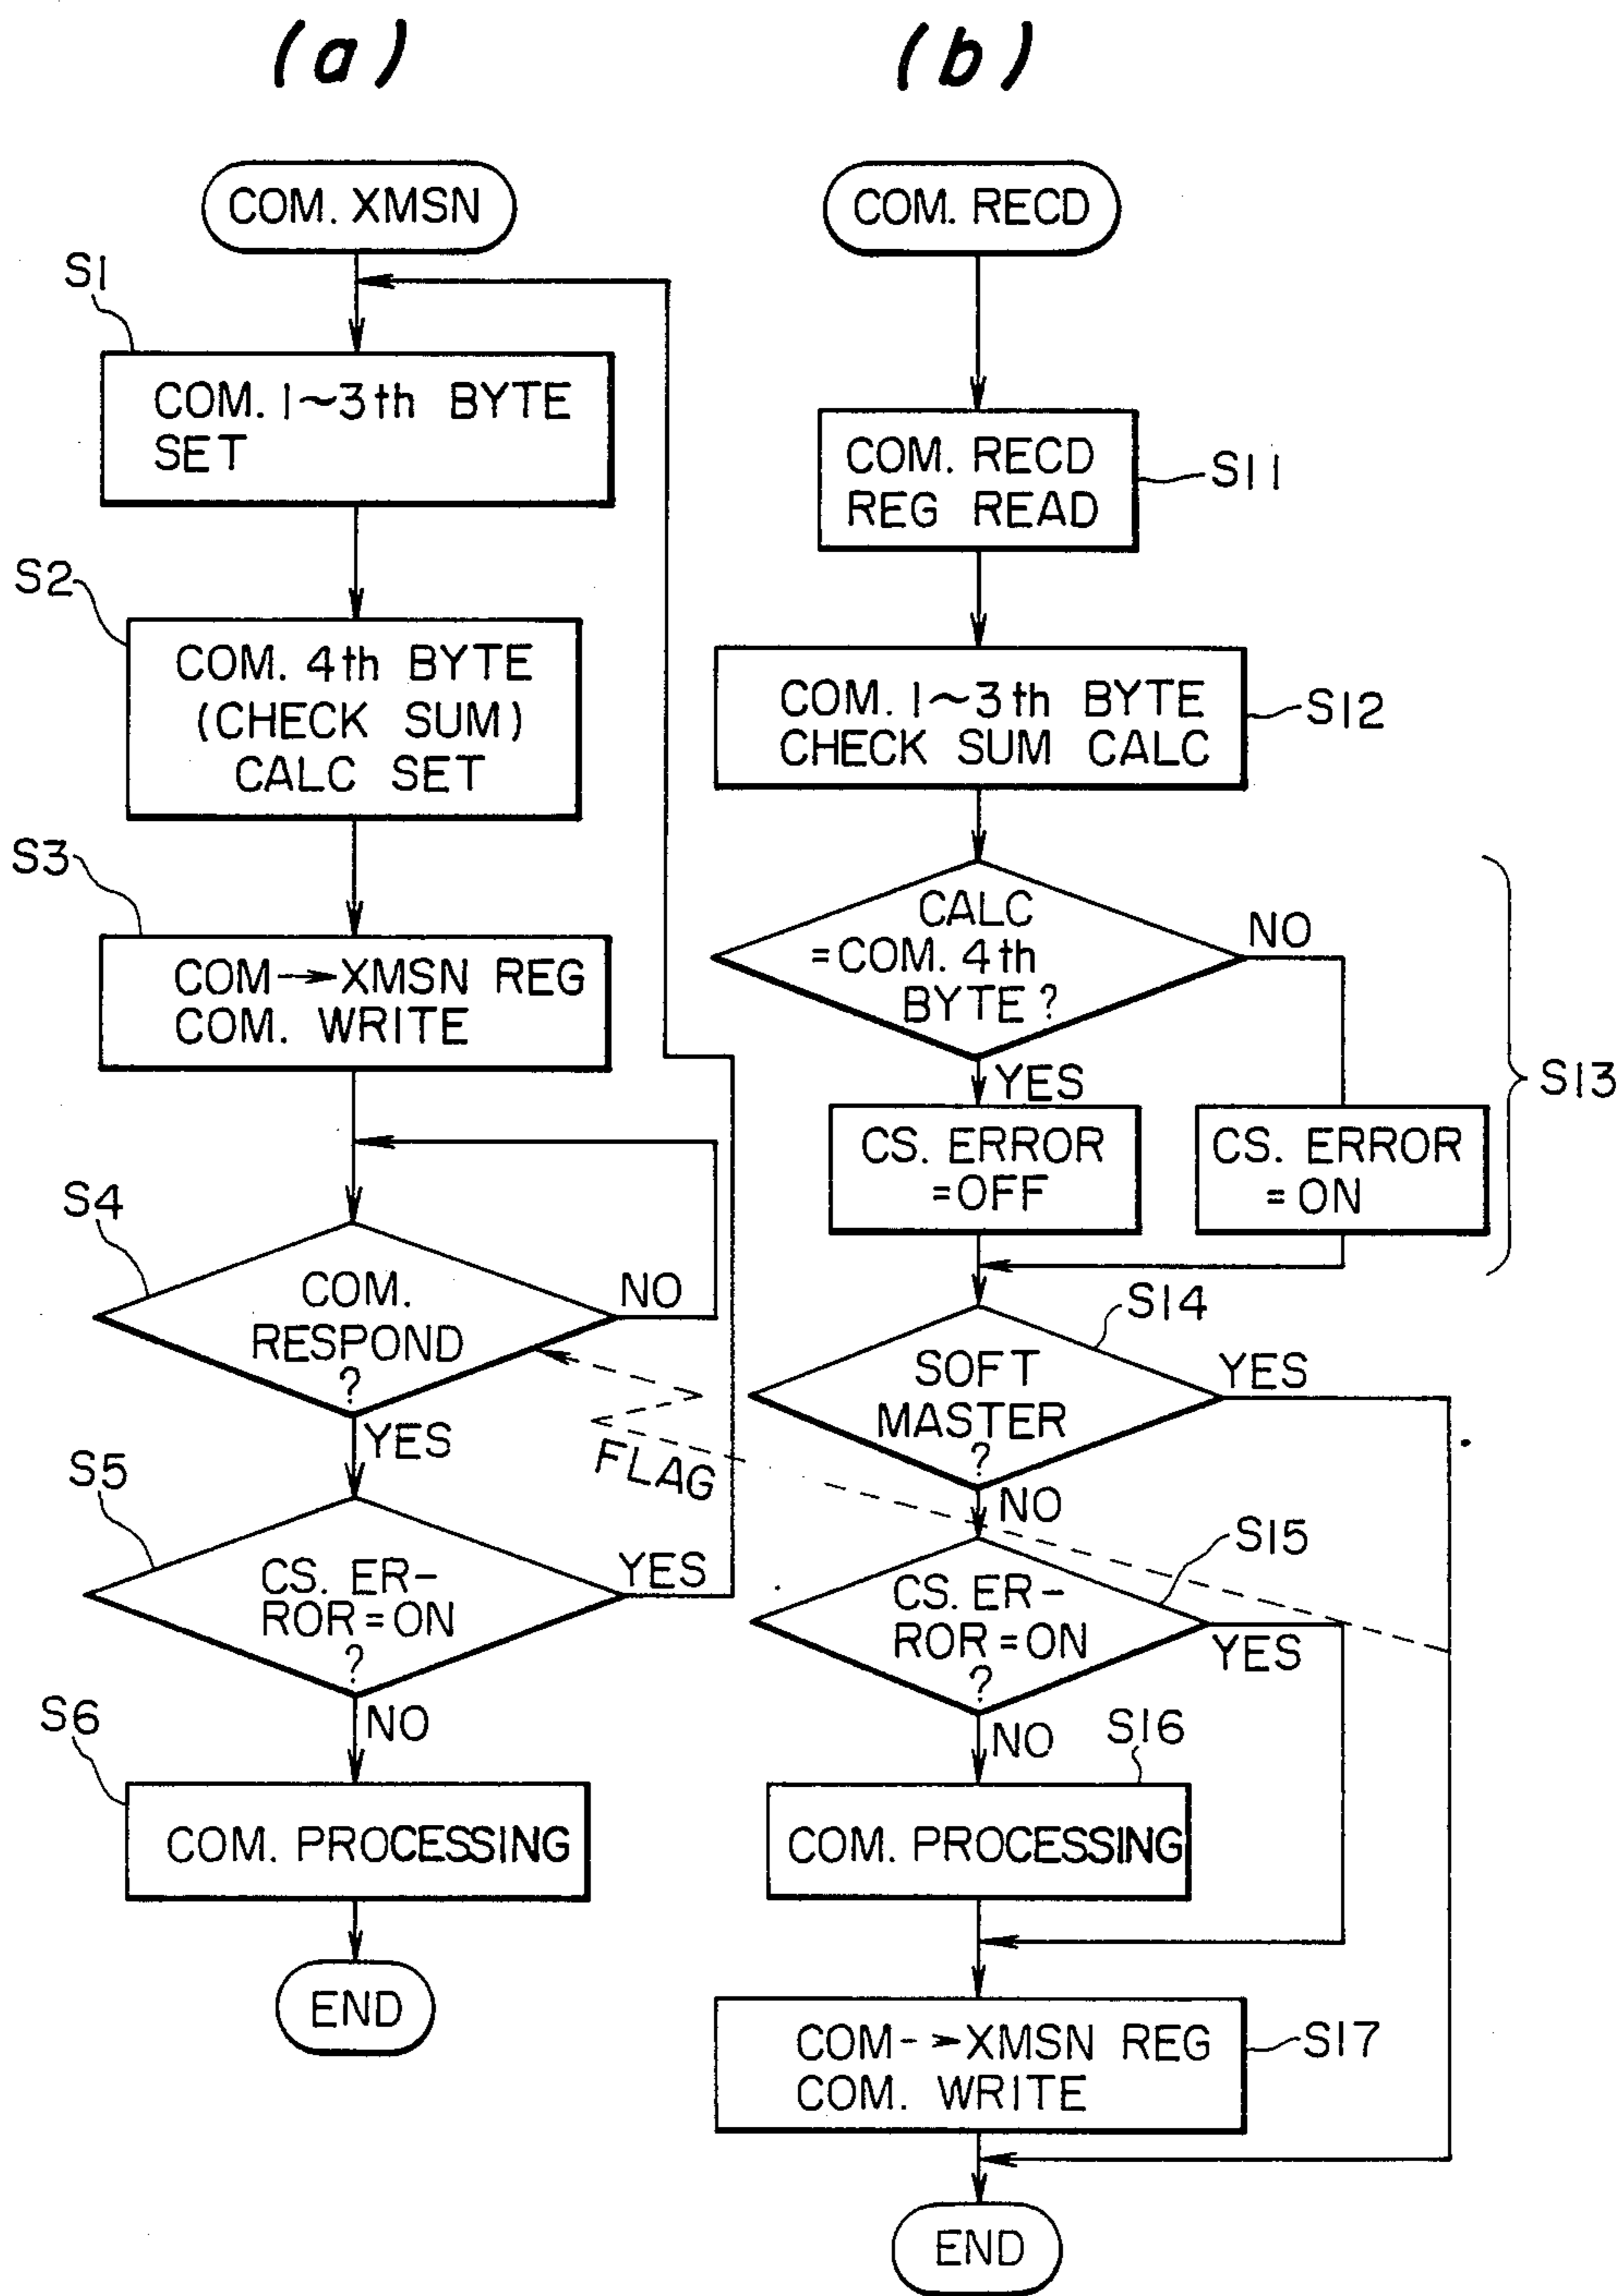 (a)
COM. XMSN
S1
COM. 1~3th BYTE
SET
S2
COM. 4th BYTE
(CHECK SUM)
CALC SET
S3
COM→XMSN REG
COM. WRITE
S4
COM.
RESPOND
?
NO
YES
FLAG
S5
CS. ER-
ROR=ON
?
YES
NO
S6
COM. PROCESSING
END
(b)
COM. RECD
COM. RECD
REG READ
S11
COM. 1~3th BYTE
CHECK SUM CALC
S12
CALC
=COM. 4th
BYTE?
NO
YES
CS. ERROR
=OFF
CS. ERROR
=ON
S13
S14
SOFT
MASTER
?
YES
NO
S15
CS. ER-
ROR=ON
?
YES
NO
S16
COM. PROCESSING
COM-→XMSN REG
COM. WRITE
S17
END